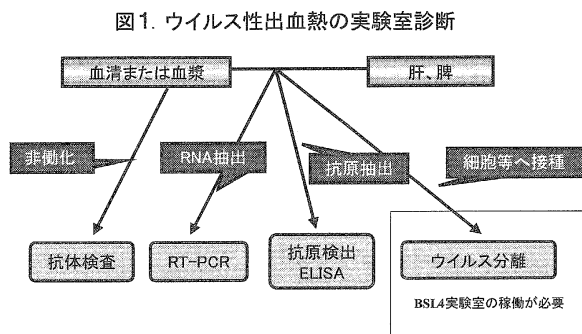 図1. ウイルス性出血熱の実験室診断
血清または血漿
肝、脾
非働化
RNA抽出
抗原抽出
細胞等へ接種
抗体検査
RT-PCR
抗原検出
ELISA
ウイルス分離
BSL4実験室の稼働が必要